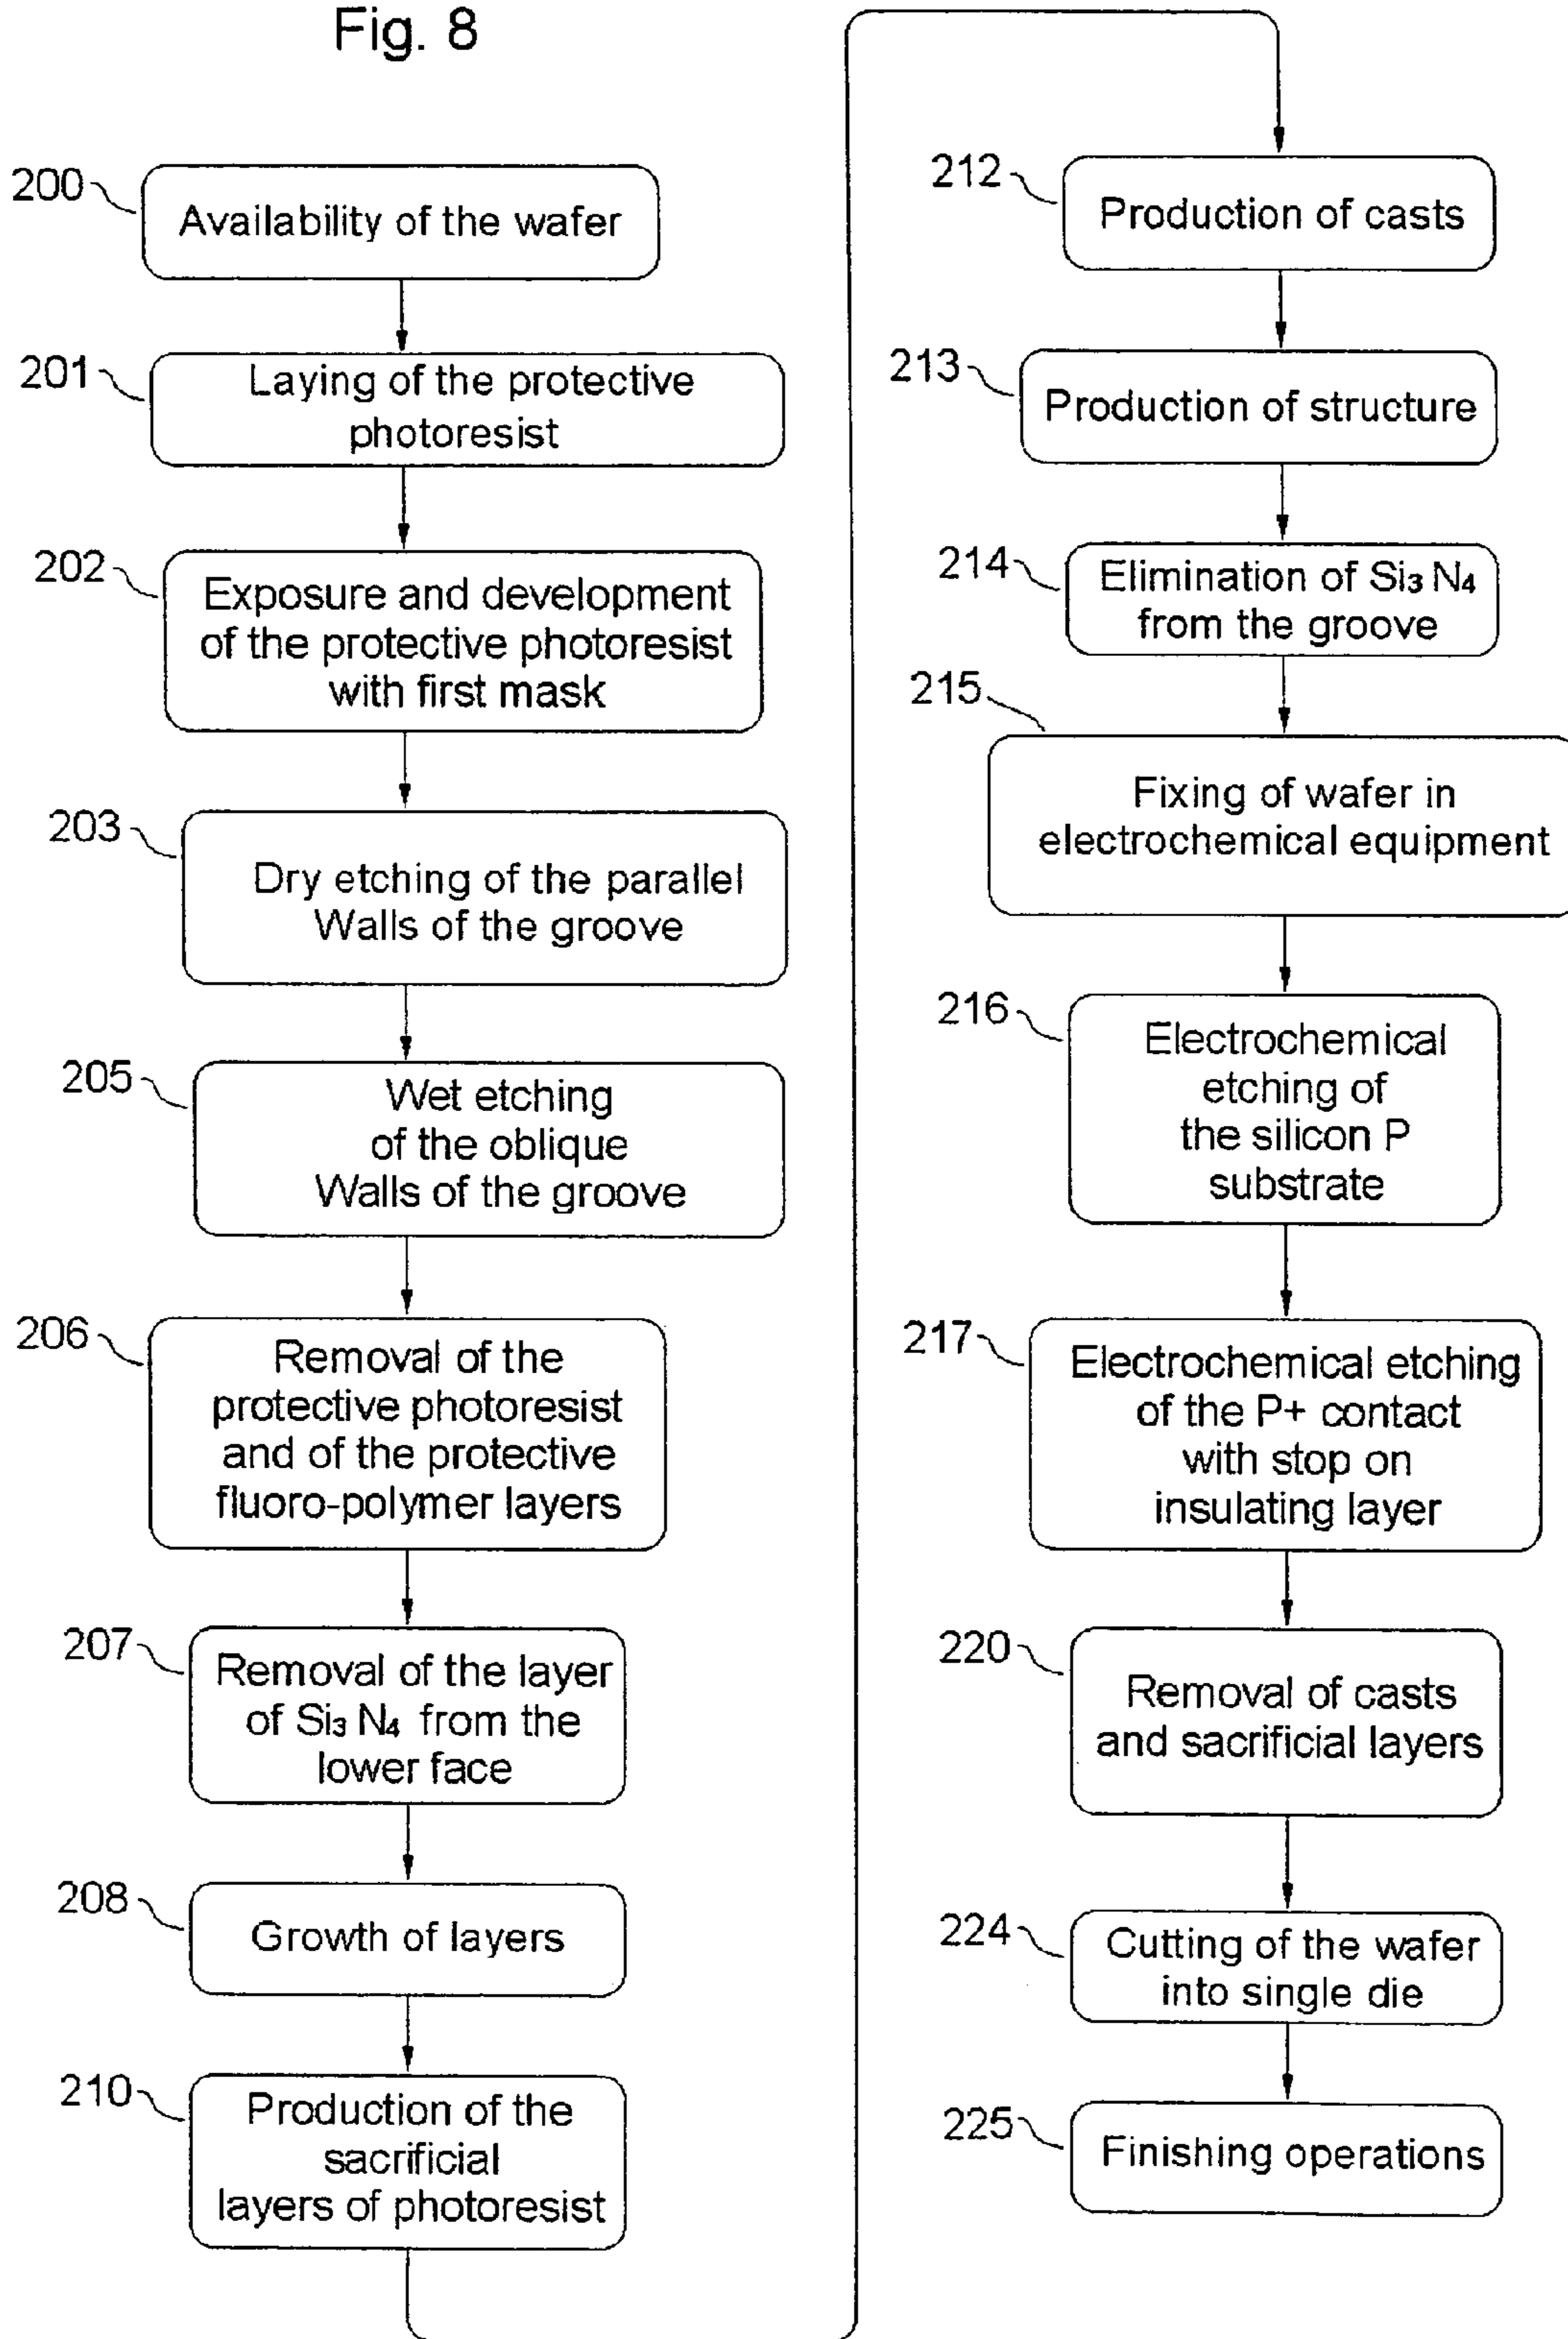 Fig. 8
200
Availability of the wafer
201
Laying of the protective
photoresist
202
Exposure and development
of the protective photoresist
with first mask
203
Dry etching of the parallel
Walls of the groove
205
Wet etching
of the oblique
Walls of the groove
206
Removal of the
protective photoresist
and of the protective
fluoro-polymer layers
207
Removal of the layer
of Si₃ N₄ from the
lower face
208
Growth of layers
210
Production of the
sacrificial
layers of photoresist
212
Production of casts
213
Production of structure
214
Elimination of Si₃ N₄
from the groove
215
Fixing of wafer in
electrochemical equipment
216
Electrochemical
etching of
the silicon P
substrate
217
Electrochemical etching
of the P+ contact
with stop on
insulating layer
220
Removal of casts
and sacrificial layers
224
Cutting of the wafer
into single die
225
Finishing operations